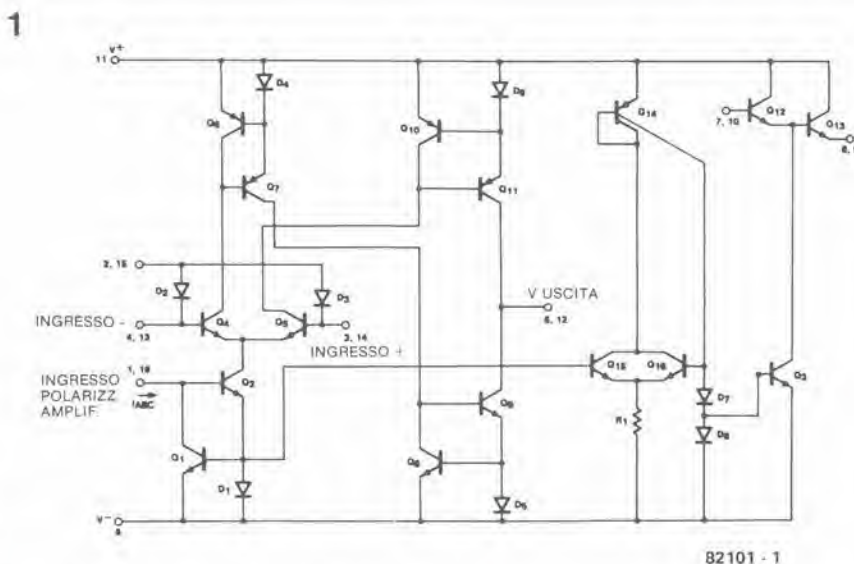 1
V+
11
D4
D8
Q6
Q10
Q14
Q12
7, 10
Q13
8, 9
Q7
Q11
2, 15
D2
D3
V USCITA
5, 12
INGRESSO -
4, 13
Q4
Q5
3, 14
INGRESSO +
1, 16
INGRESSO
POLARIZZ
AMPLIF.
IABC
Q2
Q15
Q16
D7
Q3
Q9
R1
D6
Q1
D1
Q8
D5
V-
6
82101 - 1